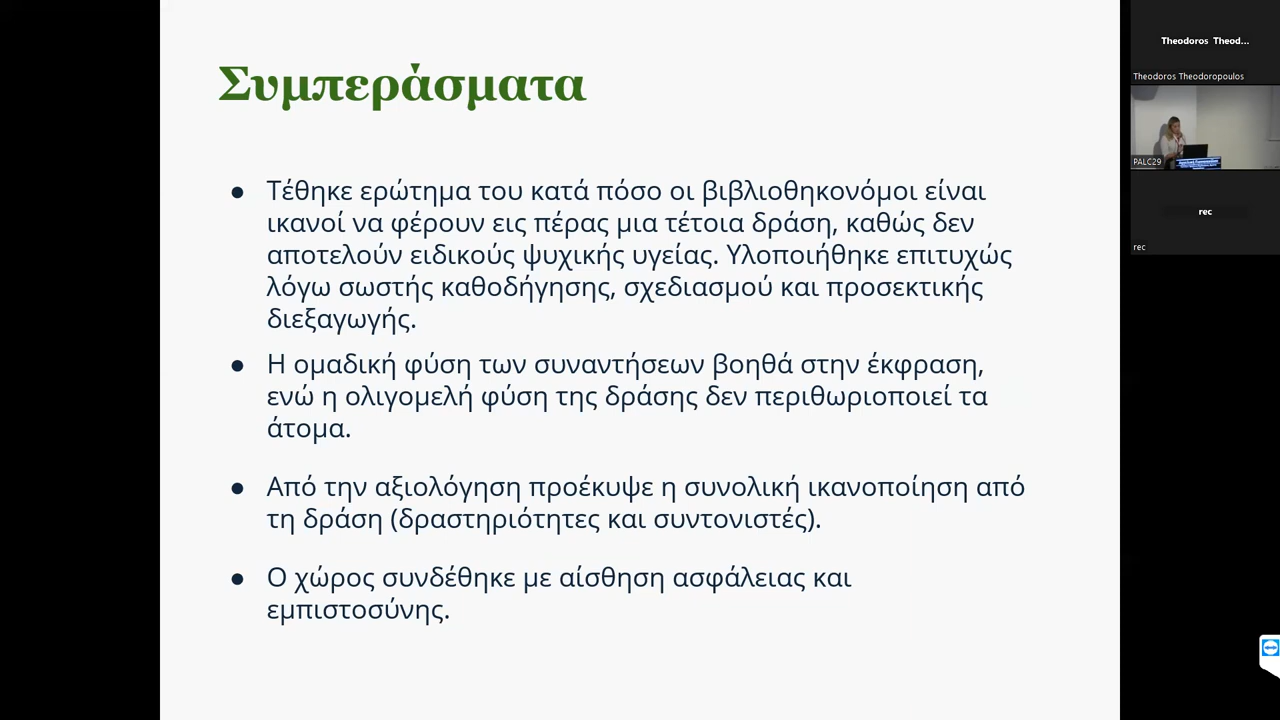 Συμπεράσματα
● Τέθηκε ερώτημα του κατά πόσο οι βιβλιοθηκονόμοι είναι
ικανοί να φέρουν εις πέρας μια τέτοια δράση, καθώς δεν
αποτελούν ειδικούς ψυχικής υγείας. Υλοποιήθηκε επιτυχώς
λόγω σωστής καθοδήγησης, σχεδιασμού και προσεκτικής
διεξαγωγής.
● Η ομαδική φύση των συναντήσεων βοηθά στην έκφραση,
ενώ η ολιγομελή φύση της δράσης δεν περιθωριοποιεί τα
άτομα.
● Από την αξιολόγηση προέκυψε η συνολική ικανοποίηση από
τη δράση (δραστηριότητες και συντονιστές).
● Ο χώρος συνδέθηκε με αίσθηση ασφάλειας και
εμπιστοσύνης.
Theodoros Theod...
Theodoros Theodoropoulos
PALC29
rec
rec